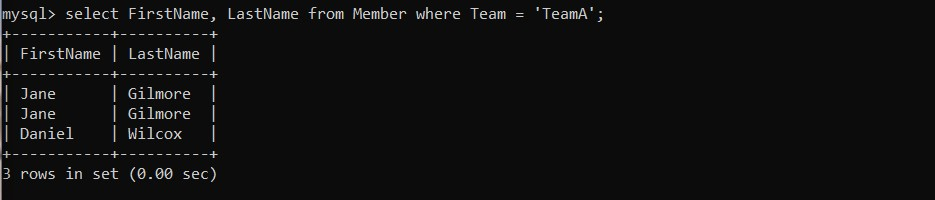 mysql> select FirstName, LastName from Member where Team = 'TeamA';
+-----------+----------+
| FirstName | LastName |
+-----------+----------+
| Jane      | Gilmore  |
| Jane      | Gilmore  |
| Daniel    | Wilcox   |
+-----------+----------+
3 rows in set (0.00 sec)